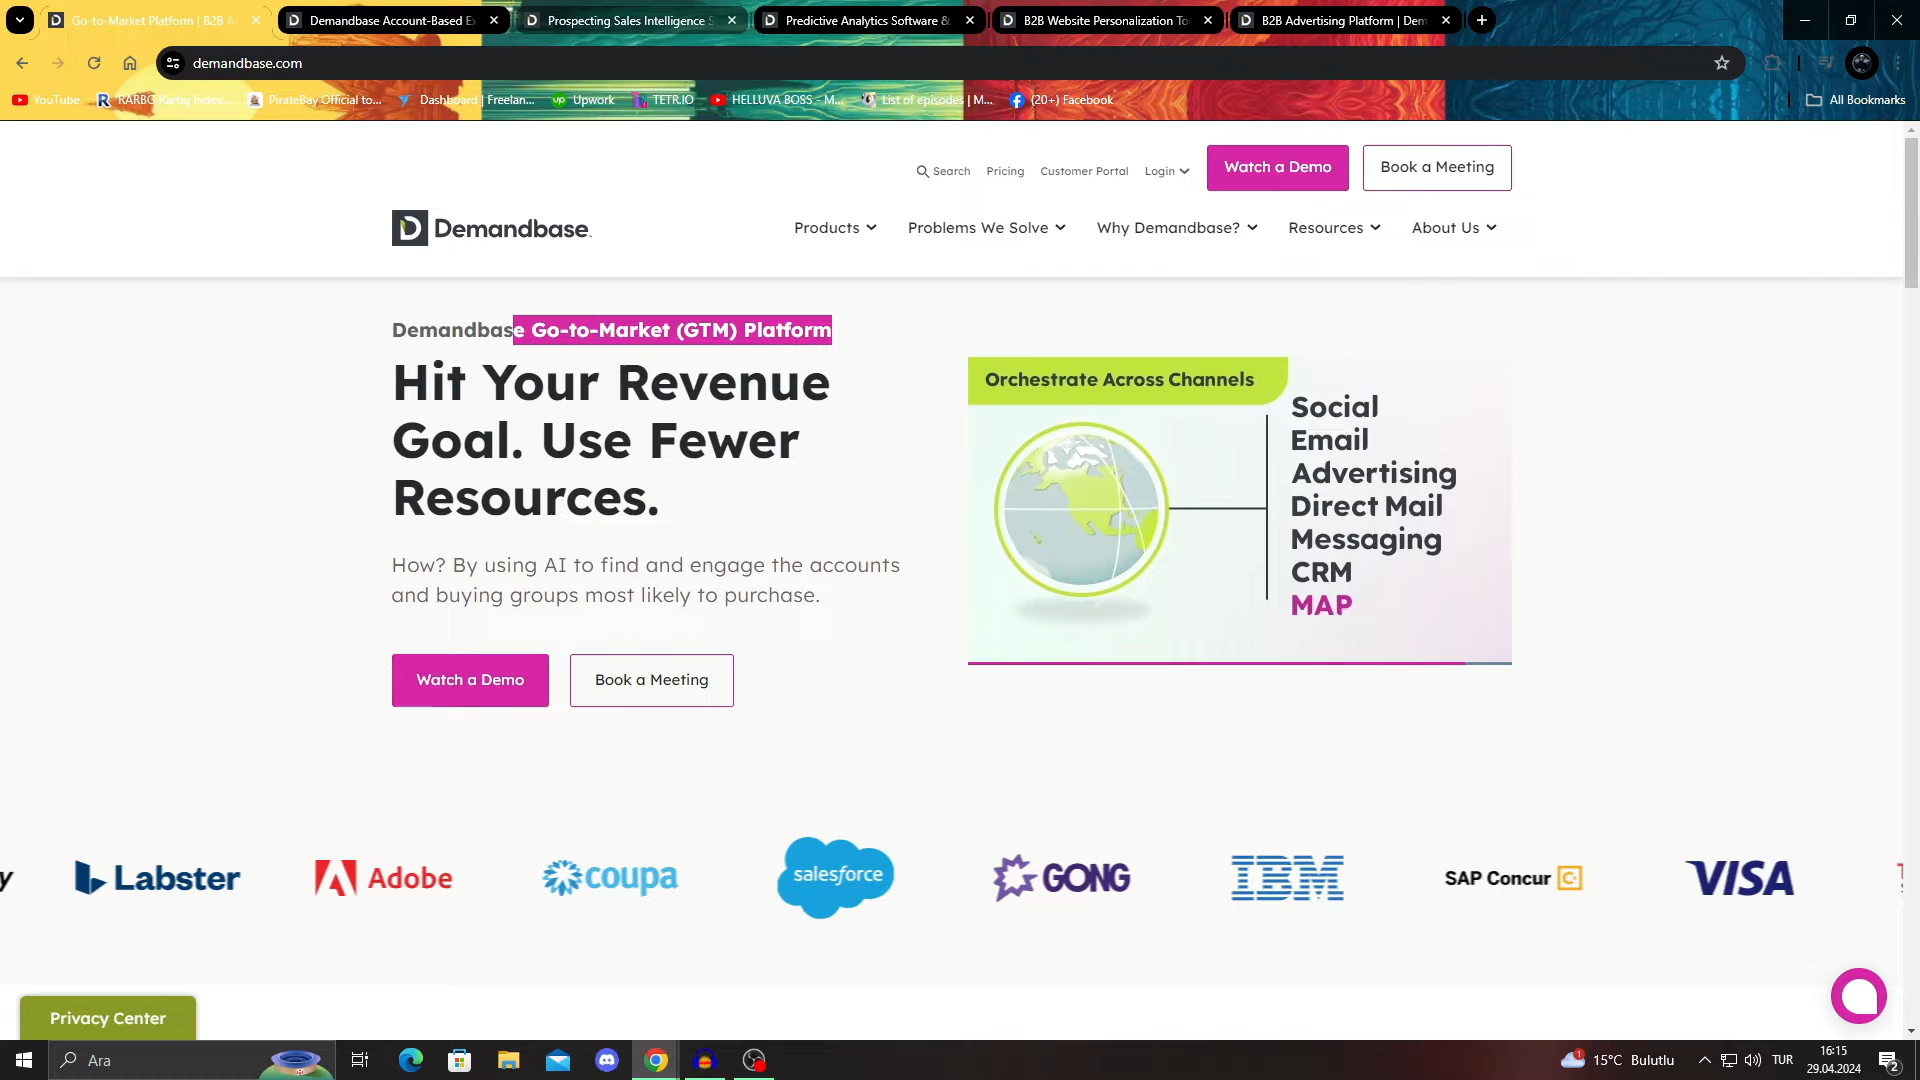 Go-to-Market Platform | B2B A
Demandbase Account-Based Ex
Prospecting Sales Intelligence S
Predictive Analytics Software &
B2B Website Personalization To
B2B Advertising Platform | Dem
demandbase.com
YouTube
RARBG Rarbg Index...
PirateBay Official to...
Dashboard | Freelan...
Upwork
TETR.IO
HELLUVA BOSS - M...
List of episodes | M...
(20+) Facebook
All Bookmarks
Search
Pricing
Customer Portal
Login
Watch a Demo
Book a Meeting
Demandbase
Products
Problems We Solve
Why Demandbase?
Resources
About Us
Demandbase Go-to-Market (GTM) Platform
Hit Your Revenue
Goal. Use Fewer
Resources.
How? By using AI to find and engage the accounts
and buying groups most likely to purchase.
Watch a Demo
Book a Meeting
Orchestrate Across Channels
Social
Email
Advertising
Direct Mail
Messaging
CRM
MAP
Labster
Adobe
coupa
salesforce
GONG
IBM
SAP Concur
VISA
Privacy Center
Ara
15°C Bulutlu
TUR
16:15
29.04.2024